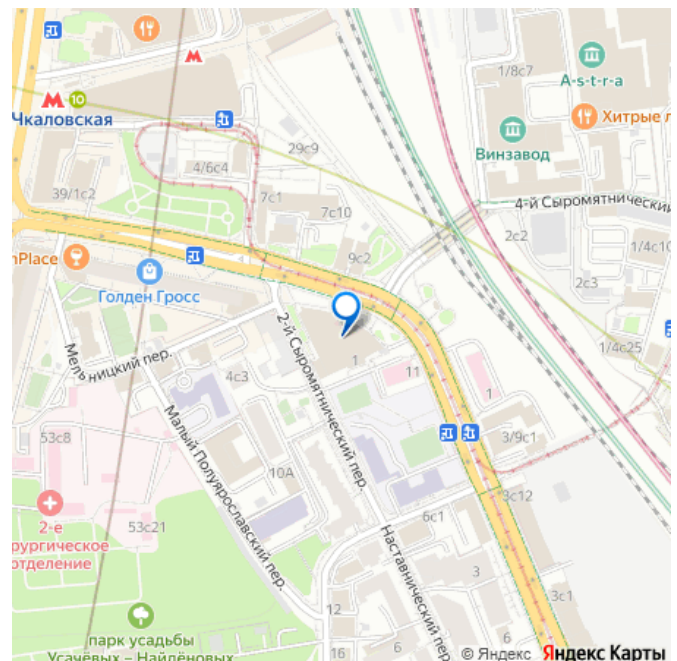 1/8с7
A-s-t-r-a
10
Чкаловская
Хитрые л
29с9
Винзавод
4/6с4
39/1с2
7с1
4-й Сыромятнический
7с10
2с2
1/4с10
nPlace
9с2
2с3
Голден Гросс
2-й Сыромятнический пер.
Мельницкий пер.
1
1/4с25
4с3
11
1
Малый Полуярославский пер.
53с8
3/9с1
10А
3с12
2-е
рургическое
отделение
53с21
6с1
Наставнический пер.
3
3с1
12
парк усадьбы
Усачёвых – Найдёновых
16
6
6
© Яндекс Яндекс Карты